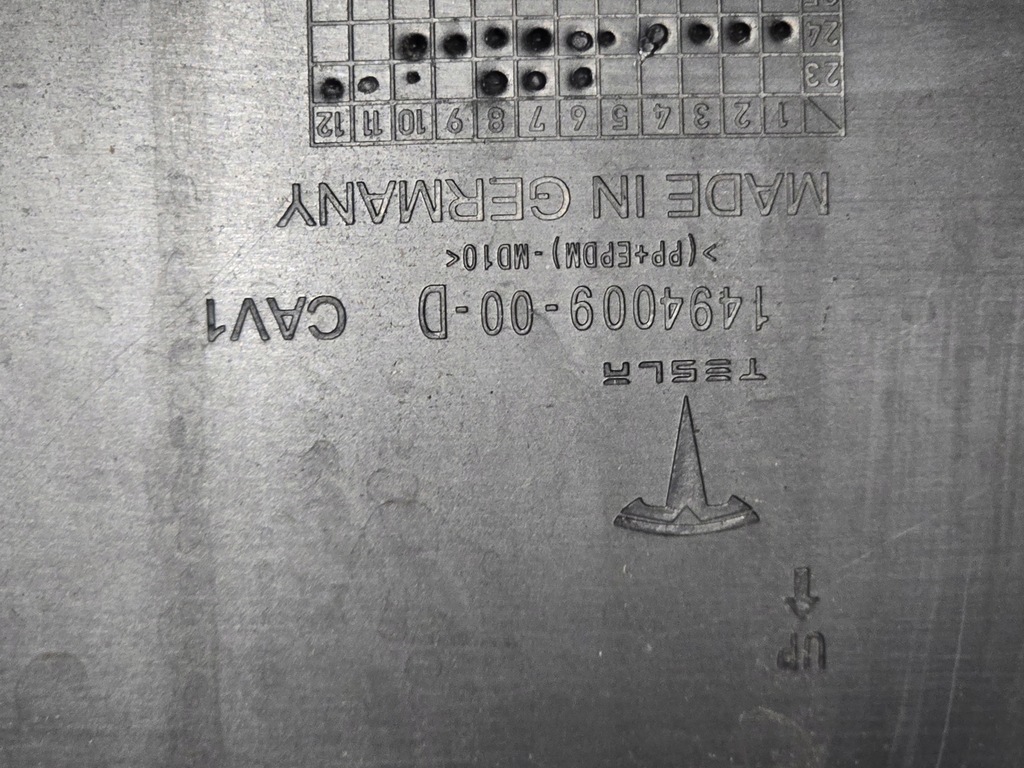 UP
TESLA
1494009-00-D CAV1
>(PP+EPDM)-MD10<
MADE IN GERMANY
1 2 3 4 5 6 7 8 9 10 11 12
23
24